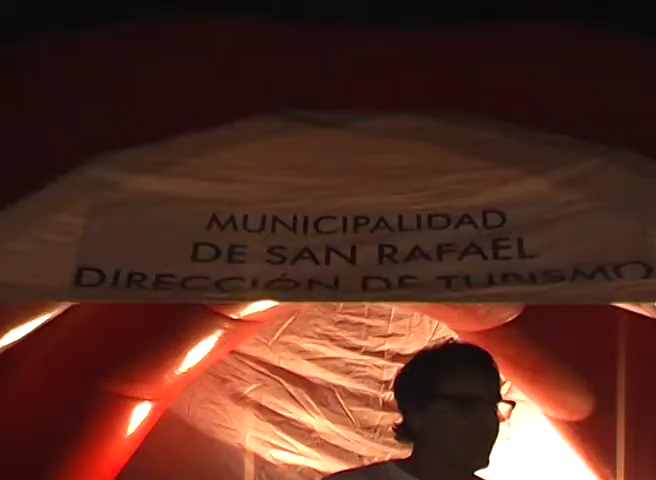 MUNICIPALIDAD
DE SAN RAFAEL
DIRECCIÓN DE TURISMO